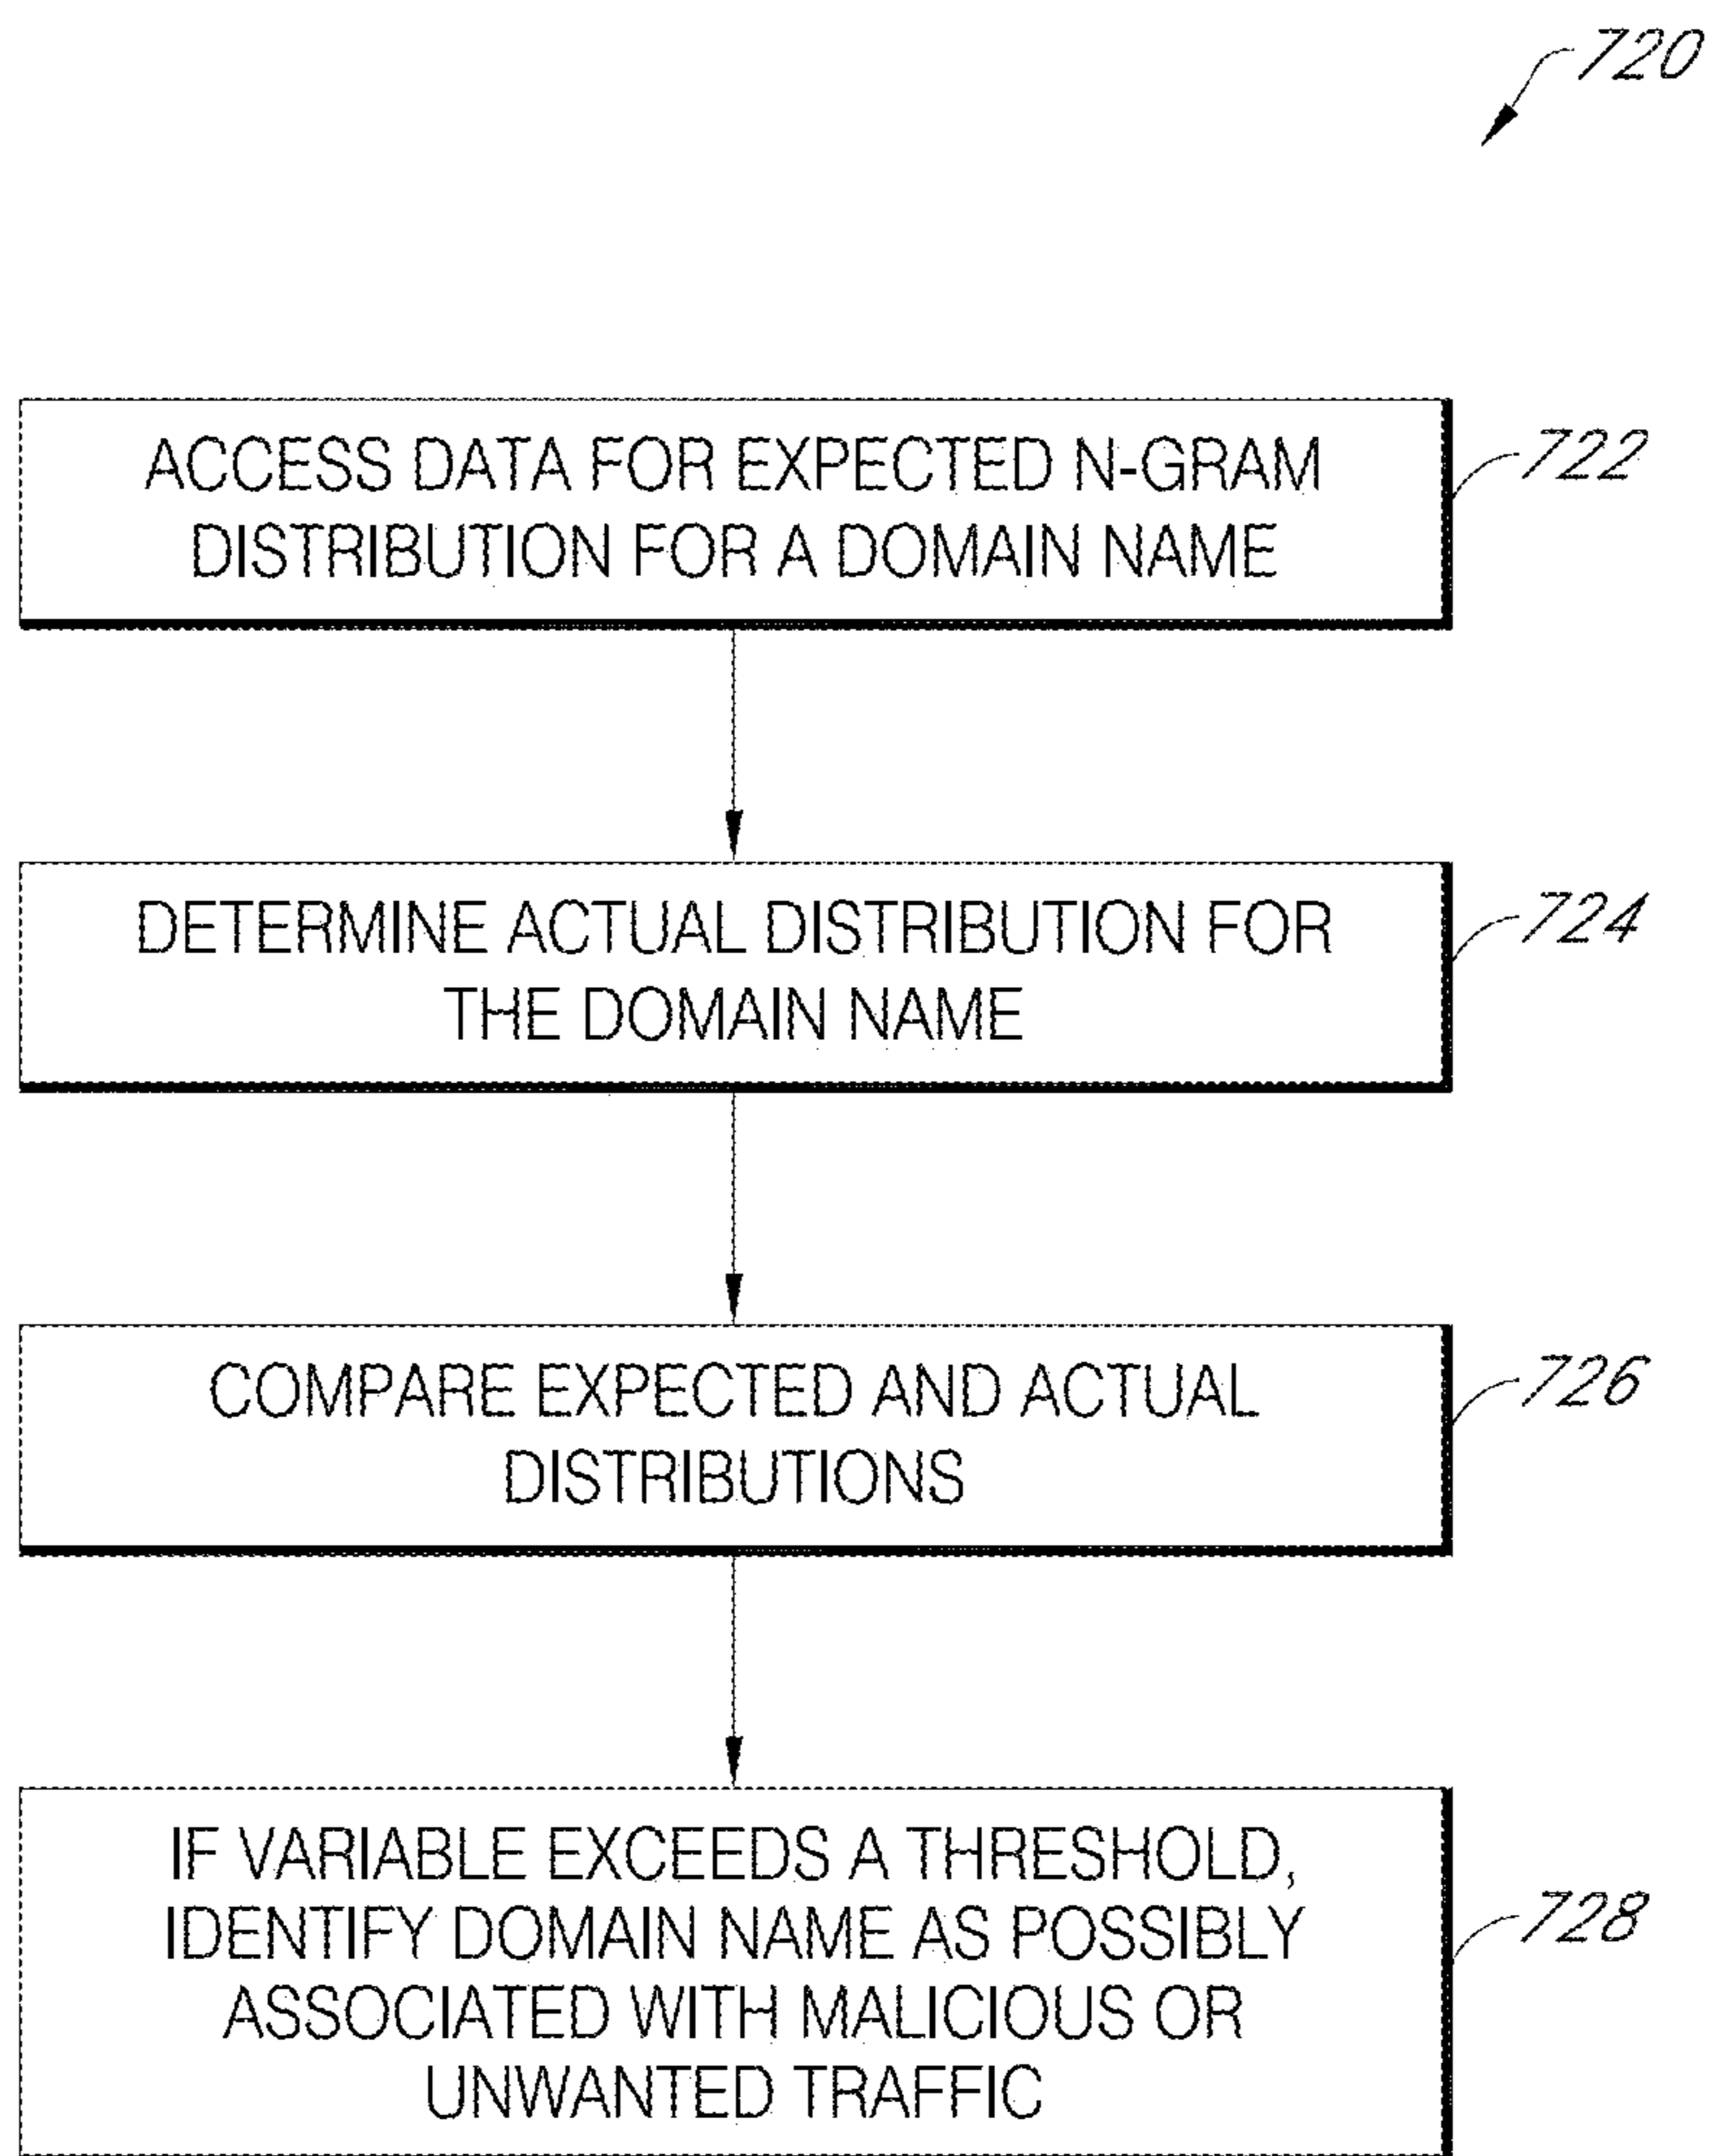 720
ACCESS DATA FOR EXPECTED N-GRAM
DISTRIBUTION FOR A DOMAIN NAME
722
DETERMINE ACTUAL DISTRIBUTION FOR
THE DOMAIN NAME
724
COMPARE EXPECTED AND ACTUAL
DISTRIBUTIONS
726
IF VARIABLE EXCEEDS A THRESHOLD,
IDENTIFY DOMAIN NAME AS POSSIBLY
ASSOCIATED WITH MALICIOUS OR
UNWANTED TRAFFIC
728